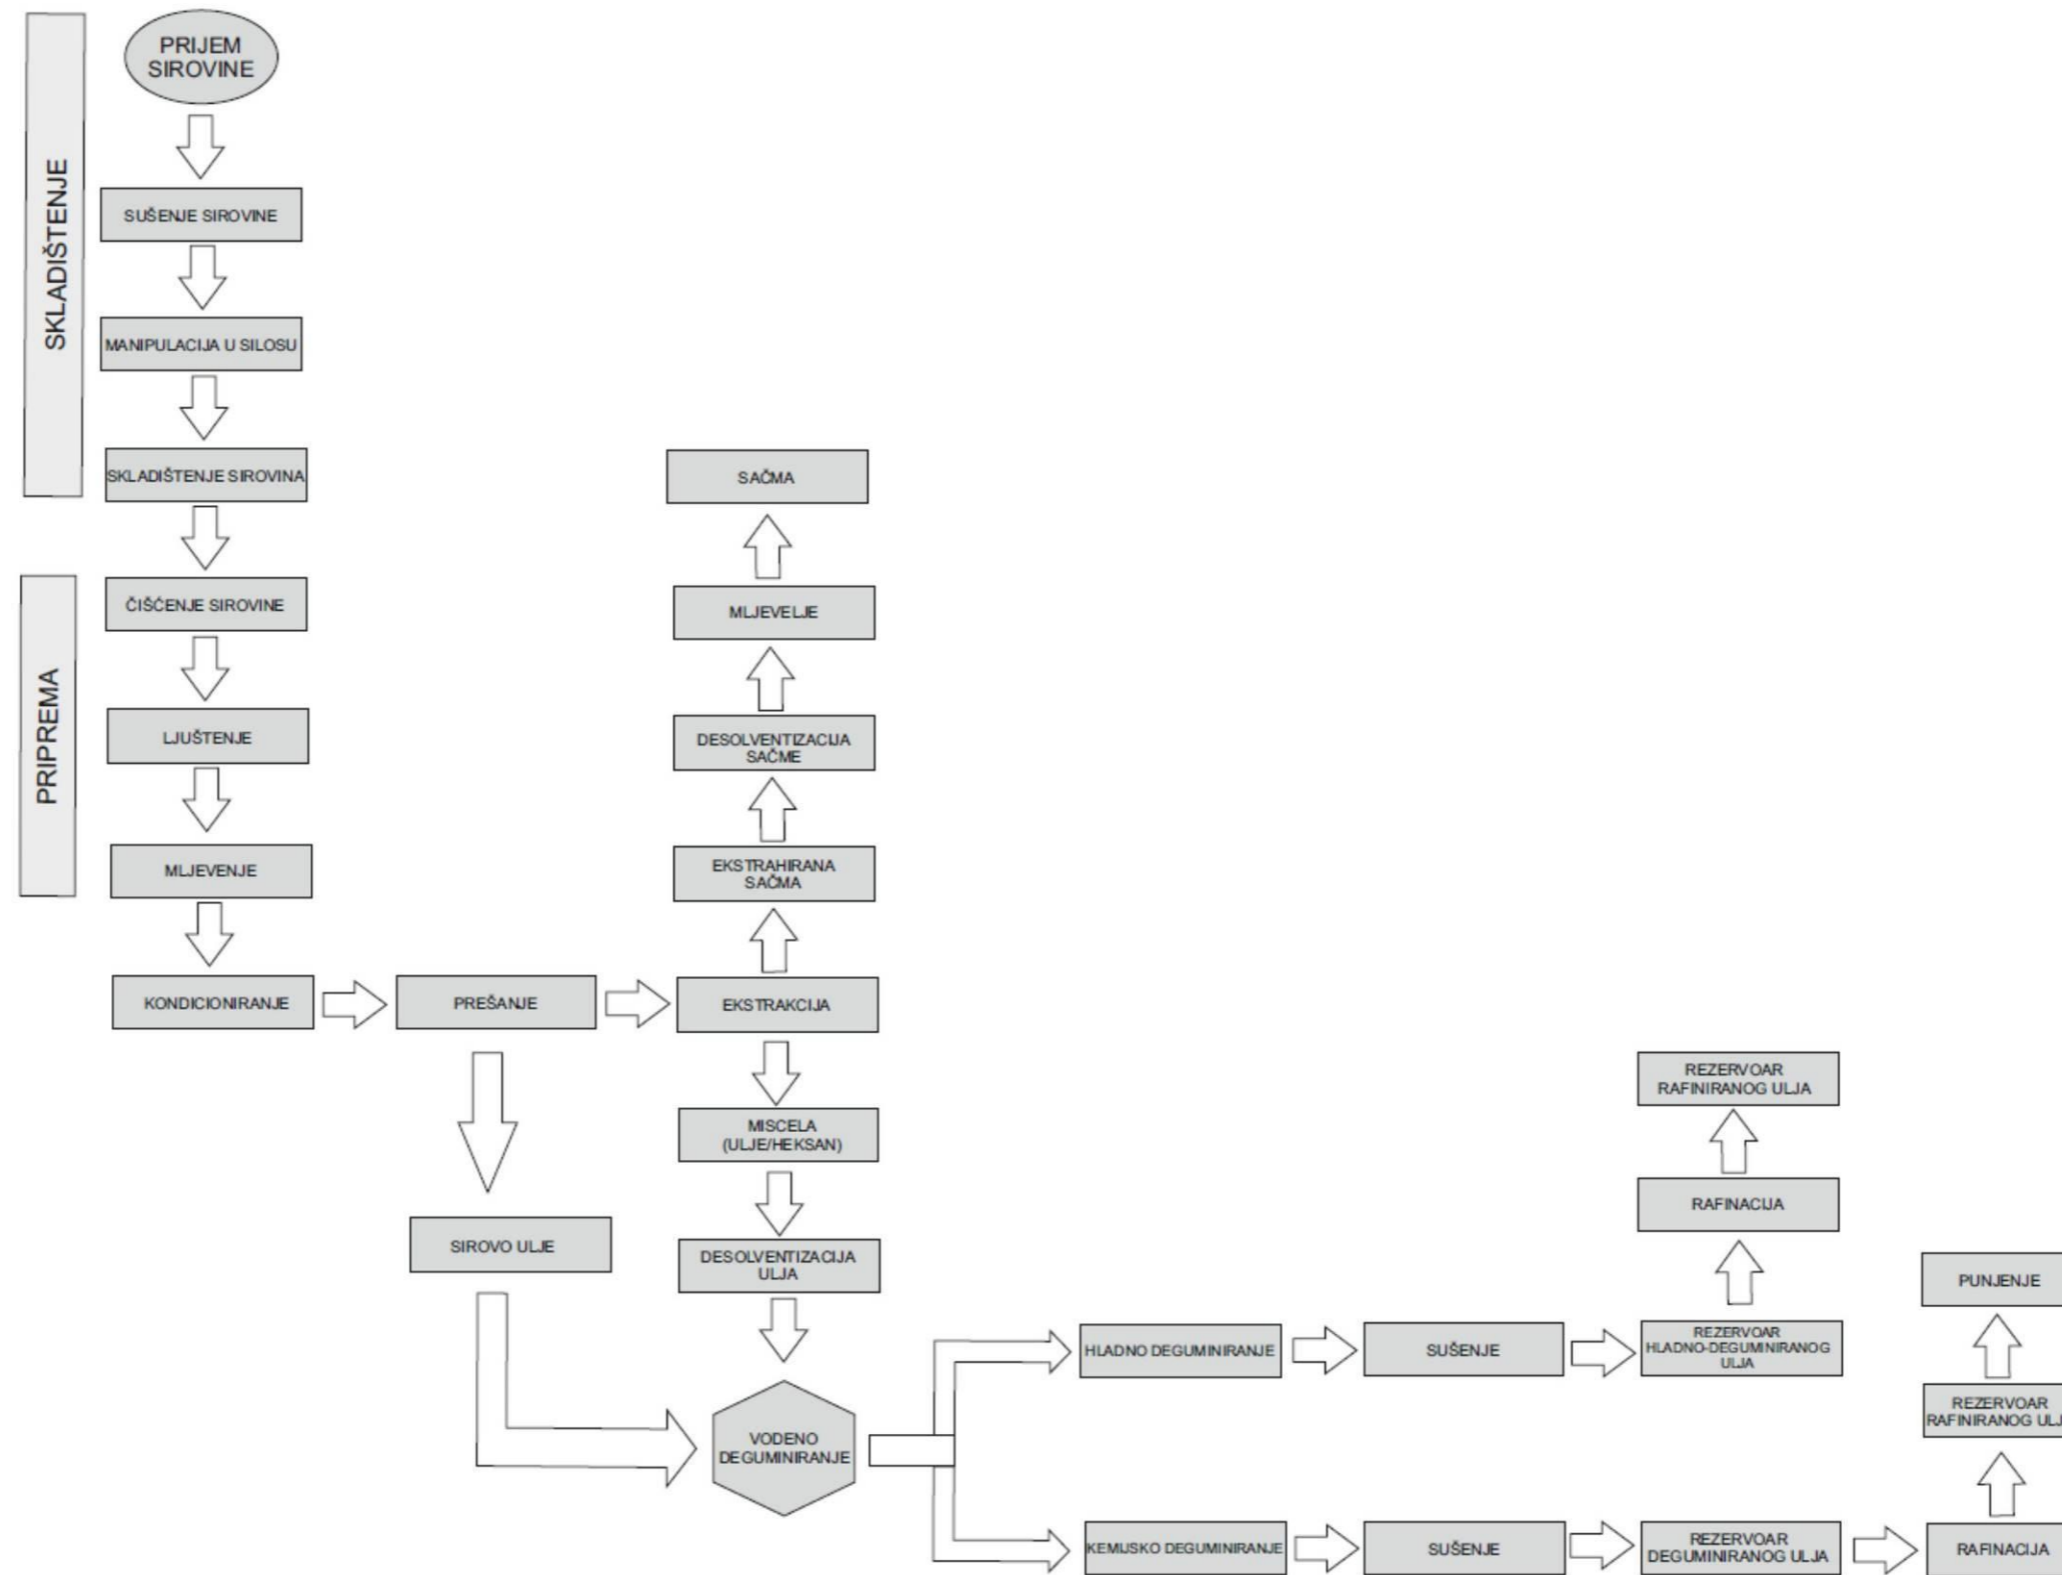 SKLADIŠTENJE
PRIJEM
SIROVINE
SUŠENJE SIROVINE
MANIPULACIJA U SILOSU
SKLADIŠTENJE SIROVINA
PRIPREMA
ČIŠĆENJE SIROVINE
LJUŠTENJE
MLJEVENJE
KONDICIONIRANJE
PREŠANJE
SIROVO ULJE
SAČMA
MLJEVELJE
DESOLVENTIZACIJA
SAČME
EKSTRAHIRANA
SAČMA
EKSTRAKCIJA
MISCELA
(ULJE/HEKSAN)
DESOLVENTIZACIJA
ULJA
VODENO
DEGUMINIRANJE
HLADNO DEGUMINIRANJE
SUŠENJE
REZERVOAR
HLADNO-DEGUMINIRANOG
ULJA
RAFINACIJA
REZERVOAR
RAFINIRANOG ULJA
KEMIJSKO DEGUMINIRANJE
SUŠENJE
REZERVOAR
DEGUMINIRANOG ULJA
RAFINACIJA
REZERVOAR
RAFINIRANOG ULJ
PUNJENJE